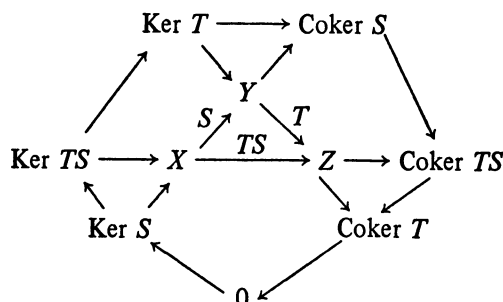 Ker T Coker S
Y
S T
Ker TS X TS Z Coker TS
Ker S Coker T
0